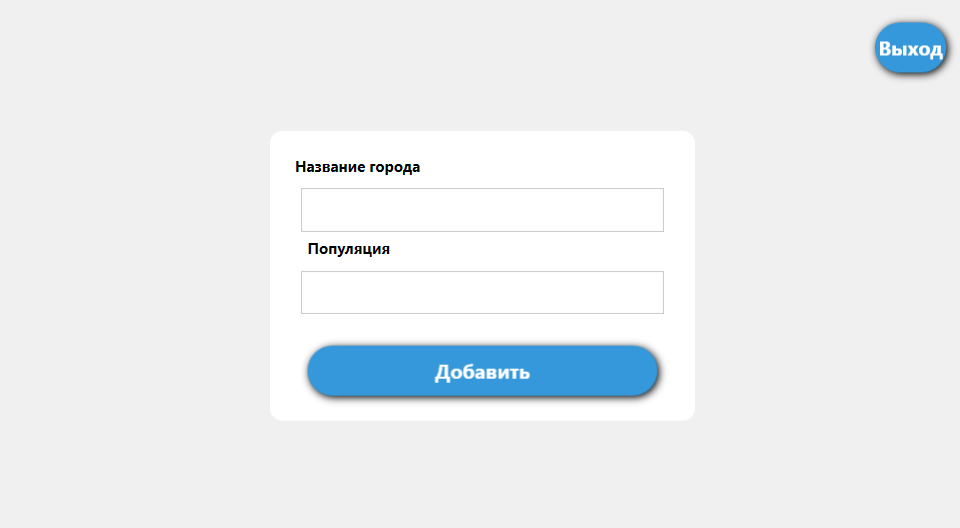 Выход
Название города
Популяция
Добавить